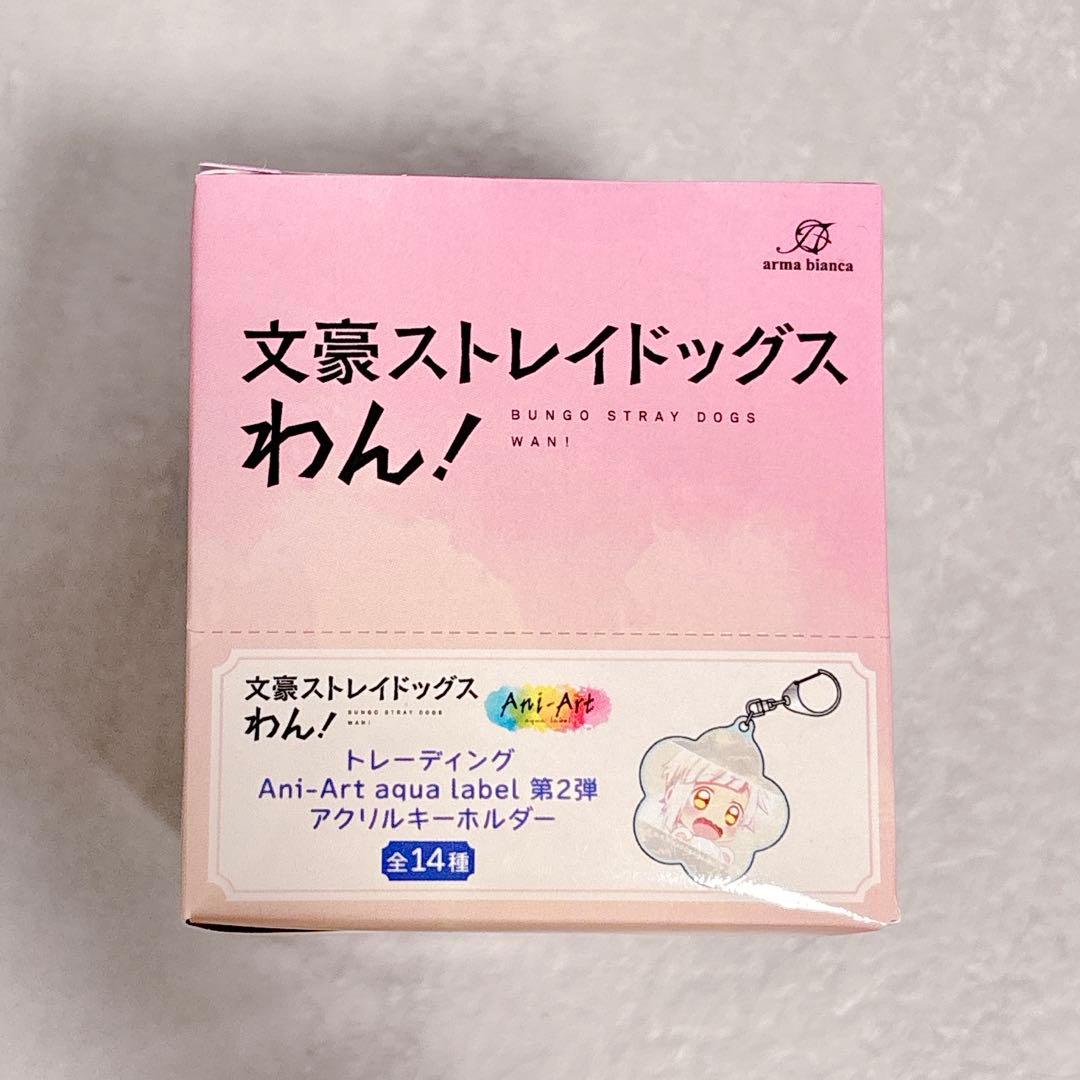 arma bianca
文豪ストレイドッグス
わん!
BUNGO STRAY DOGS
WAN!
文豪ストレイドッグス
わん!
BUNGO STRAY DOGS
WAN!
Ani-Art
aqua label
トレーディング
Ani-Art aqua label 第2弾
アクリルキーホルダー
全14種